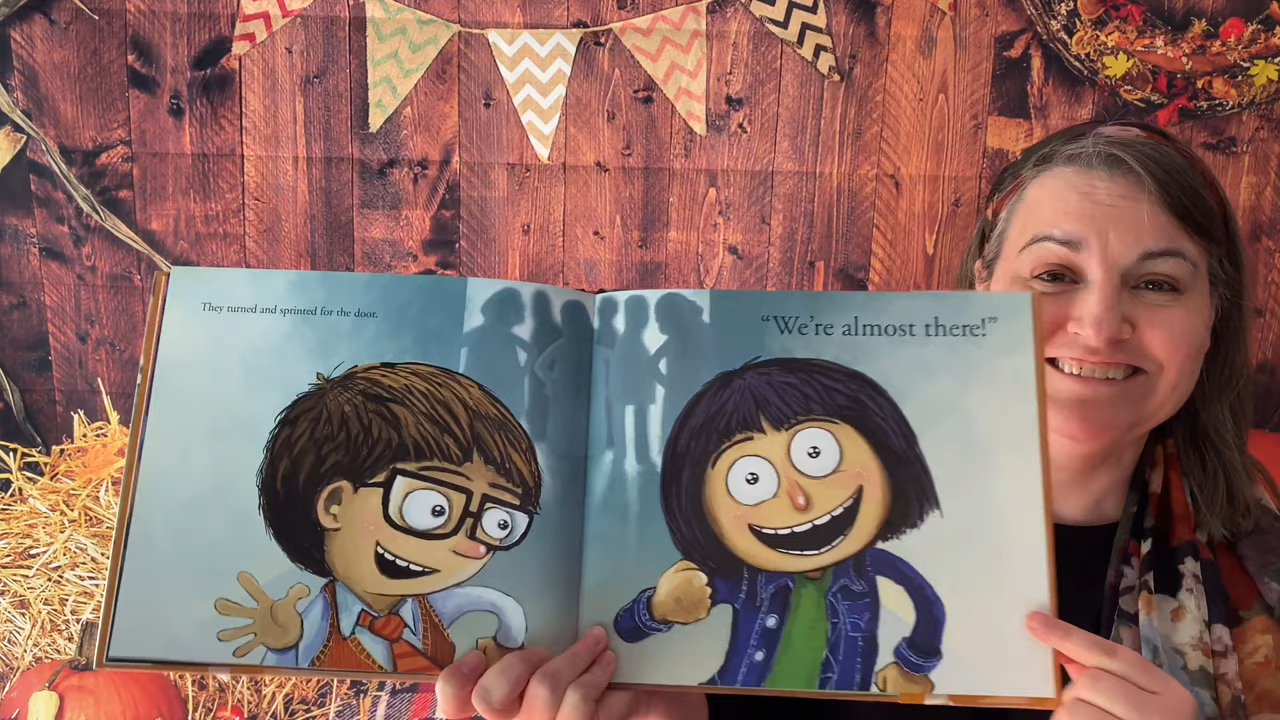 They turned and sprinted for the door.
“We're almost there!”